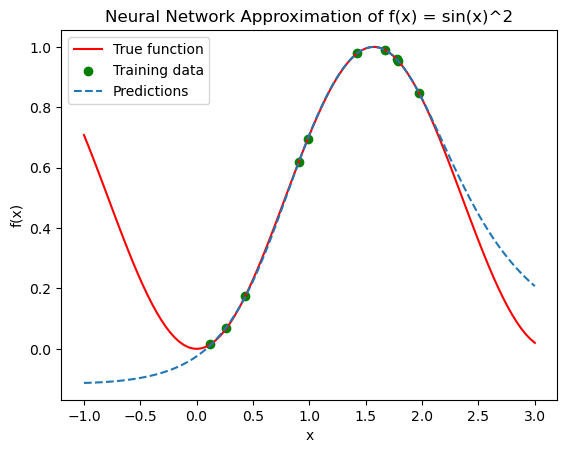 Neural Network Approximation of f(x) = sin(x)^2
True function
Training data
Predictions
1.0
0.8
0.6
0.4
0.2
0.0
f(x)
-1.0 -0.5 0.0 0.5 1.0 1.5 2.0 2.5 3.0
x